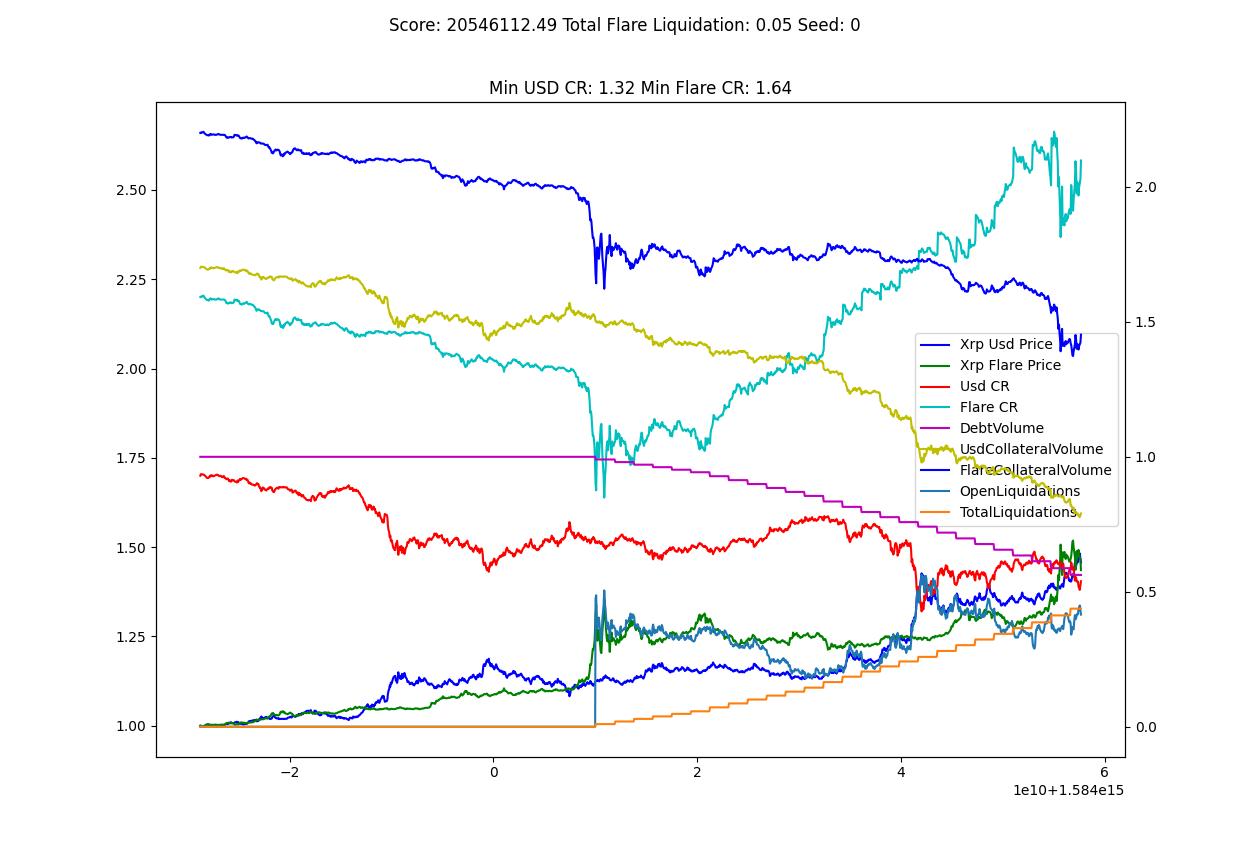 Score: 20546112.49 Total Flare Liquidation: 0.05 Seed: 0
Min USD CR: 1.32 Min Flare CR: 1.64
2.50
2.25
2.00
1.75
1.50
1.25
1.00
2.0
1.5
1.0
0.5
0.0
Xrp Usd Price
Xrp Flare Price
Usd CR
Flare CR
DebtVolume
UsdCollateralVolume
FlareCollateralVolume
OpenLiquidations
TotalLiquidations
−2
0
2
4
6
1e10+1.584e15